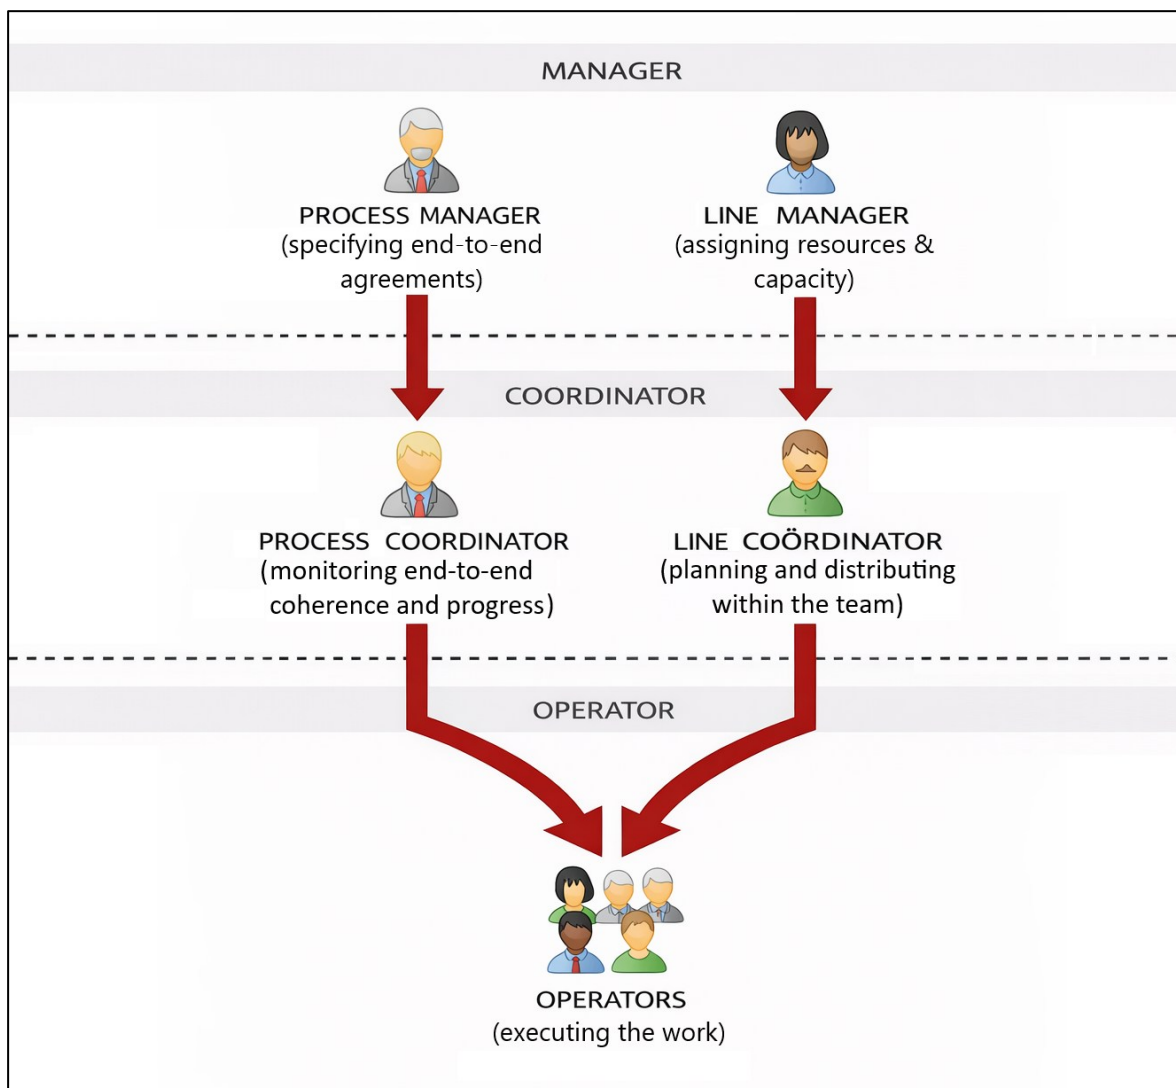 MANAGER
PROCESS MANAGER
(specifying end-to-end
agreements)
LINE MANAGER
(assigning resources &
capacity)
COORDINATOR
PROCESS COORDINATOR
(monitoring end-to-end
coherence and progress)
LINE COÖRDINATOR
(planning and distributing
within the team)
OPERATOR
OPERATORS
(executing the work)